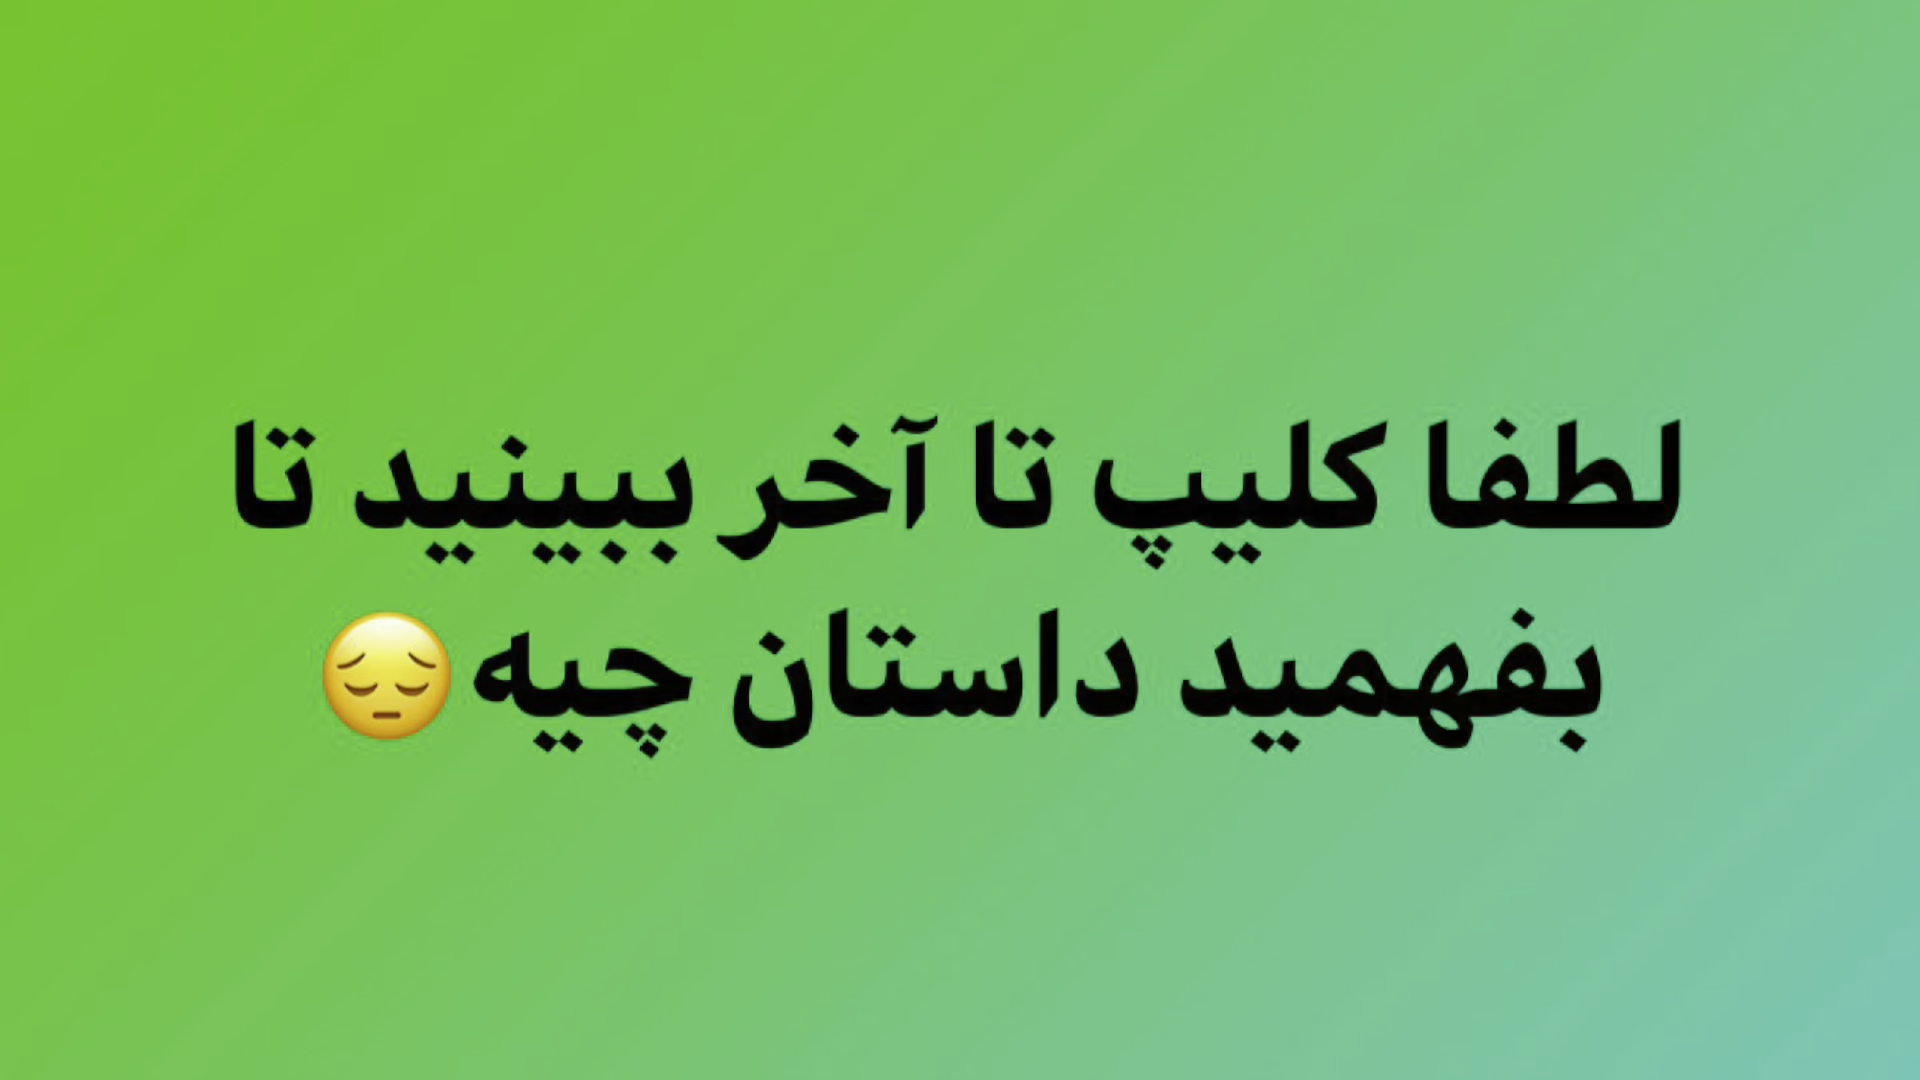 لطفا کلیپ تا آخر ببینید تا
بفهمید داستان چیه😔